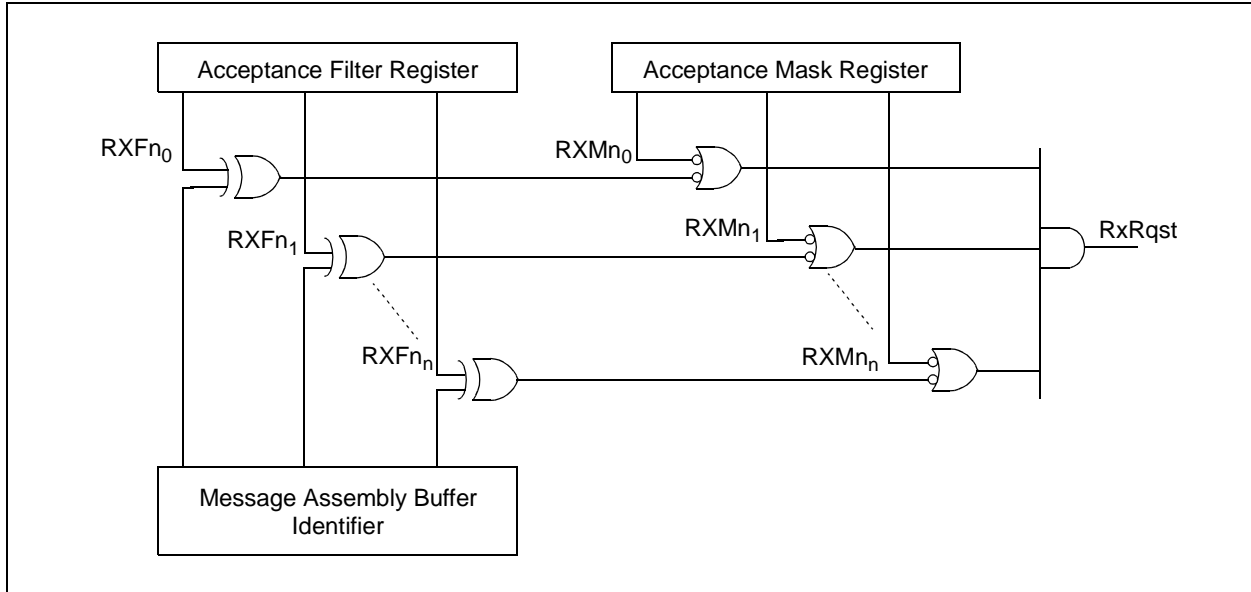 Acceptance Filter Register
Acceptance Mask Register
RXFn0
RXMn0
RXFn1
RXMn1
RxRqst
RXFnn
RXMnn
Message Assembly Buffer
Identifier